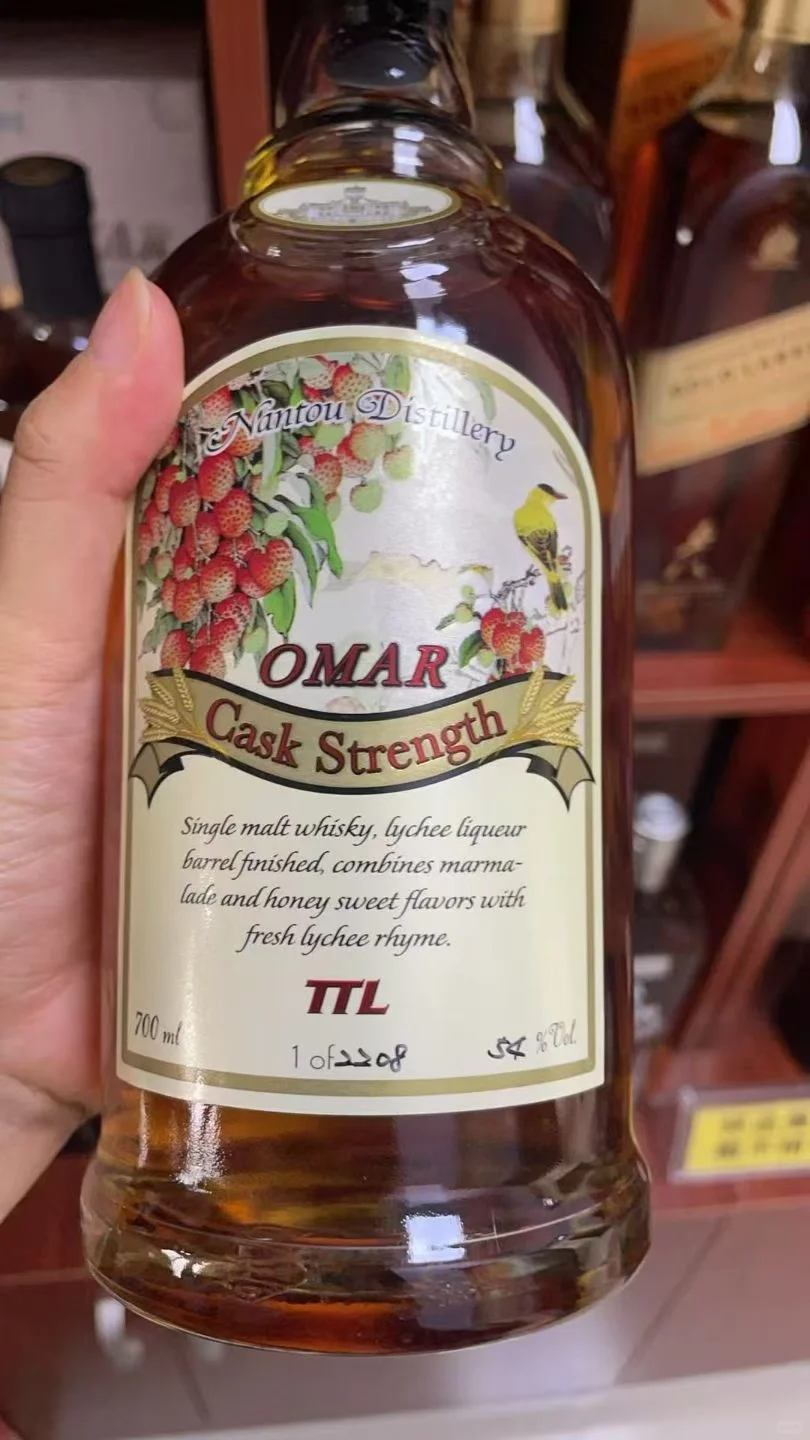 Nantou Distillery
OMAR
Cask Strength
Single malt whisky, lychee liqueur
barrel finished, combines marma-
lade and honey sweet flavors with
fresh lychee rhyme.
TTL
700 ml
1 of 2208
54 %Vol.